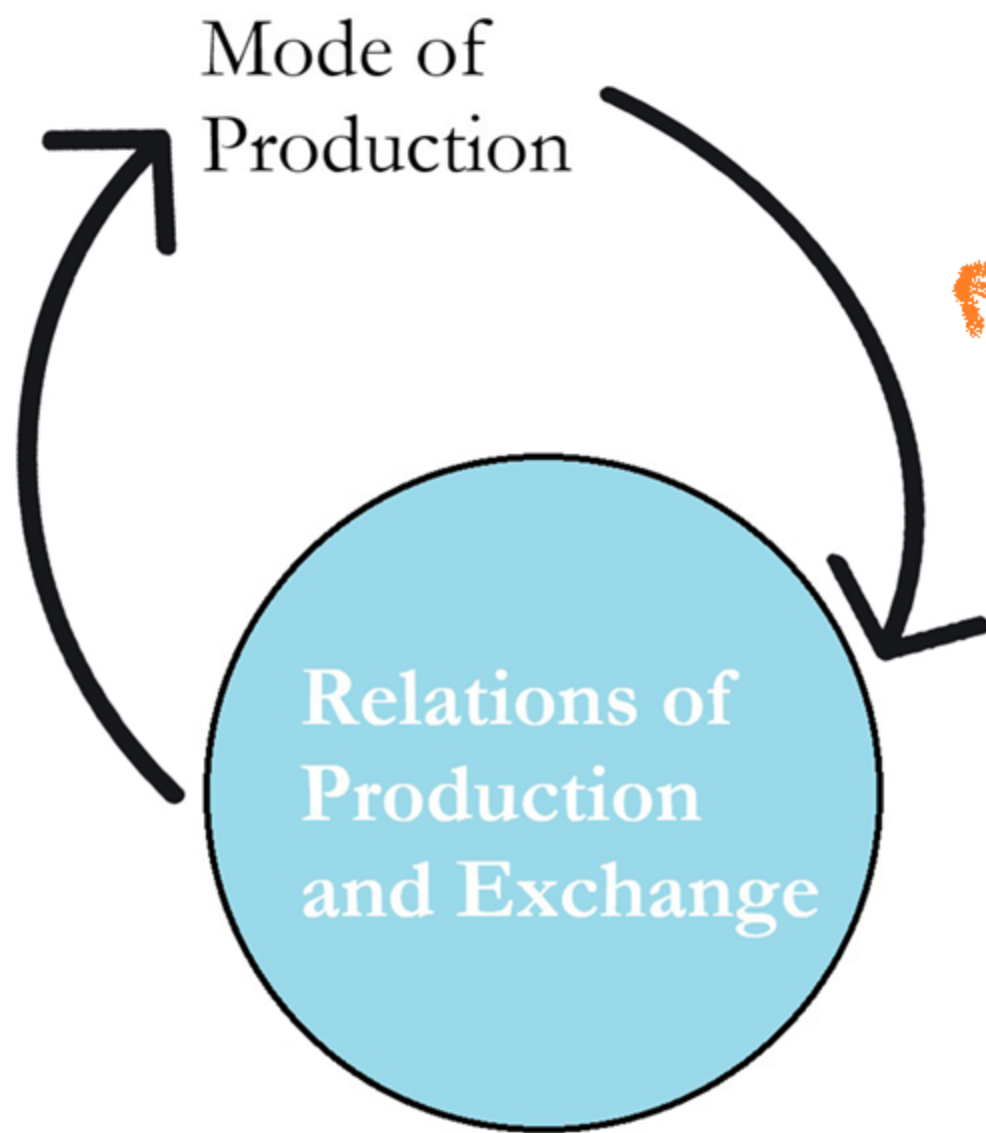 Mode of
Production
Relations of
Production
and Exchange